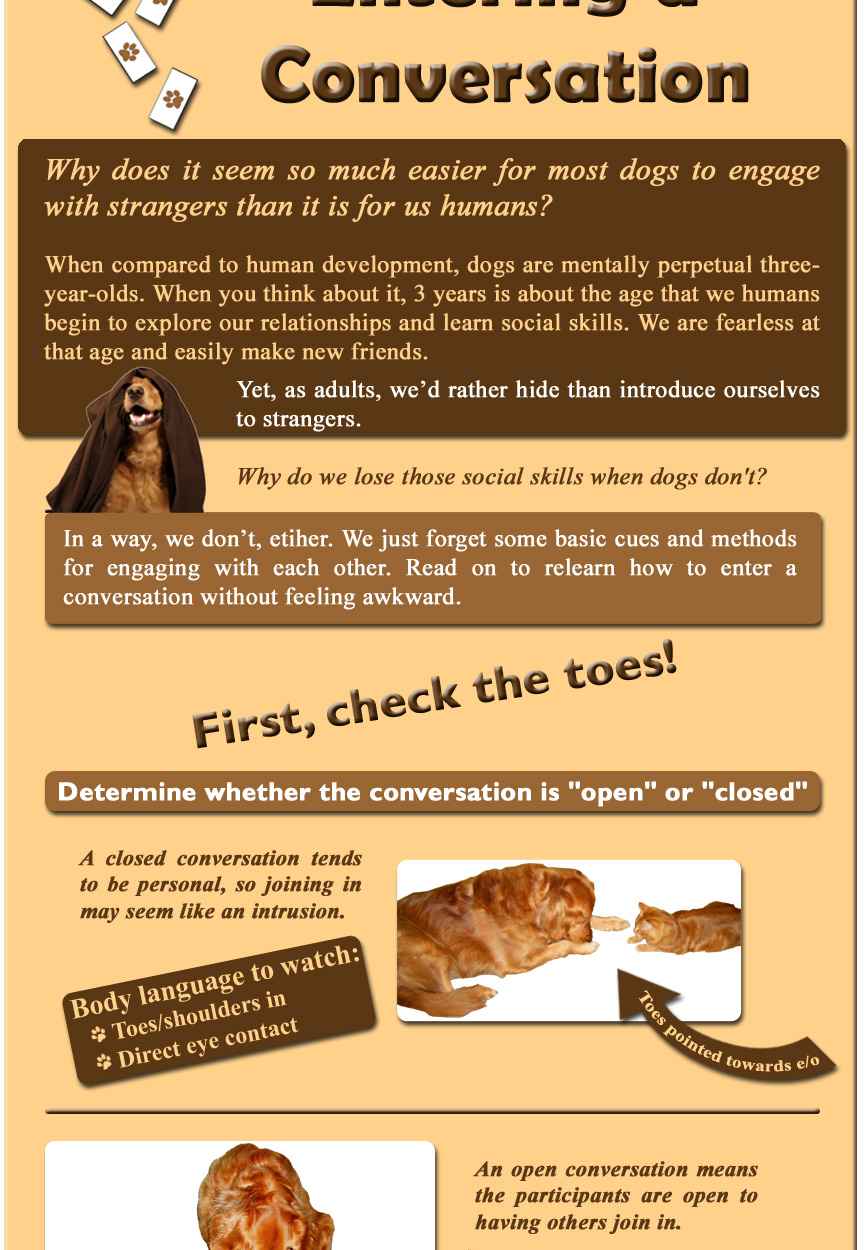 Entering a
Conversation
Why does it seem so much easier for most dogs to engage
with strangers than it is for us humans?
When compared to human development, dogs are mentally perpetual three-
year-olds. When you think about it, 3 years is about the age that we humans
begin to explore our relationships and learn social skills. We are fearless at
that age and easily make new friends.
Yet, as adults, we’d rather hide than introduce ourselves
to strangers.
Why do we lose those social skills when dogs don't?
In a way, we don’t, etiher. We just forget some basic cues and methods
for engaging with each other. Read on to relearn how to enter a
conversation without feeling awkward.
First, check the toes!
Determine whether the conversation is "open" or "closed"
A closed conversation tends
to be personal, so joining in
may seem like an intrusion.
Body language to watch:
Toes/shoulders in
Direct eye contact
Toes pointed towards e/o
An open conversation means
the participants are open to
having others join in.